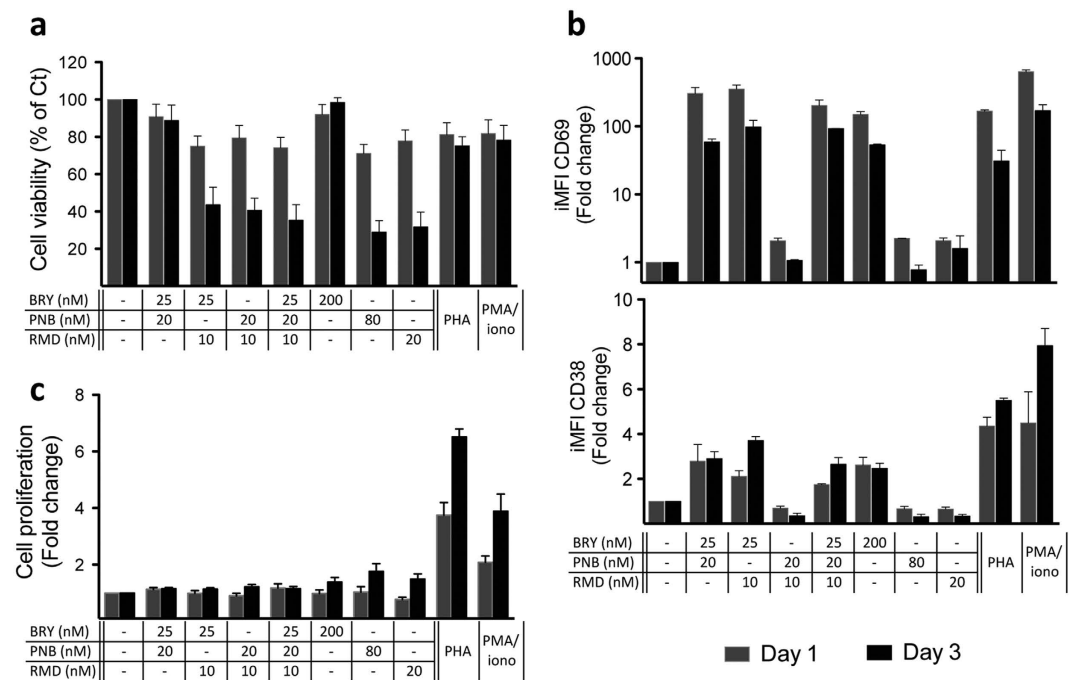 a
Cell viability (% of Ct)
120
100
80
60
40
20
BRY (nM) - 25 25 - 25 200 - - PHA PMA/
PNB (nM) - 20 - 20 20 - 80 - iono
RMD (nM) - - 10 10 10 - - 20
b
iMFI CD69
(Fold change)
1000
100
10
1
iMFI CD38
(Fold change)
10
8
6
4
2
BRY (nM) - 25 25 - 25 200 - - PHA PMA/
PNB (nM) - 20 - 20 20 - 80 - iono
RMD (nM) - - 10 10 10 - - 20
c
Cell proliferation
(Fold change)
8
6
4
2
BRY (nM) - 25 25 - 25 200 - - PHA PMA/
PNB (nM) - 20 - 20 20 - 80 - iono
RMD (nM) - - 10 10 10 - - 20
Day 1 Day 3